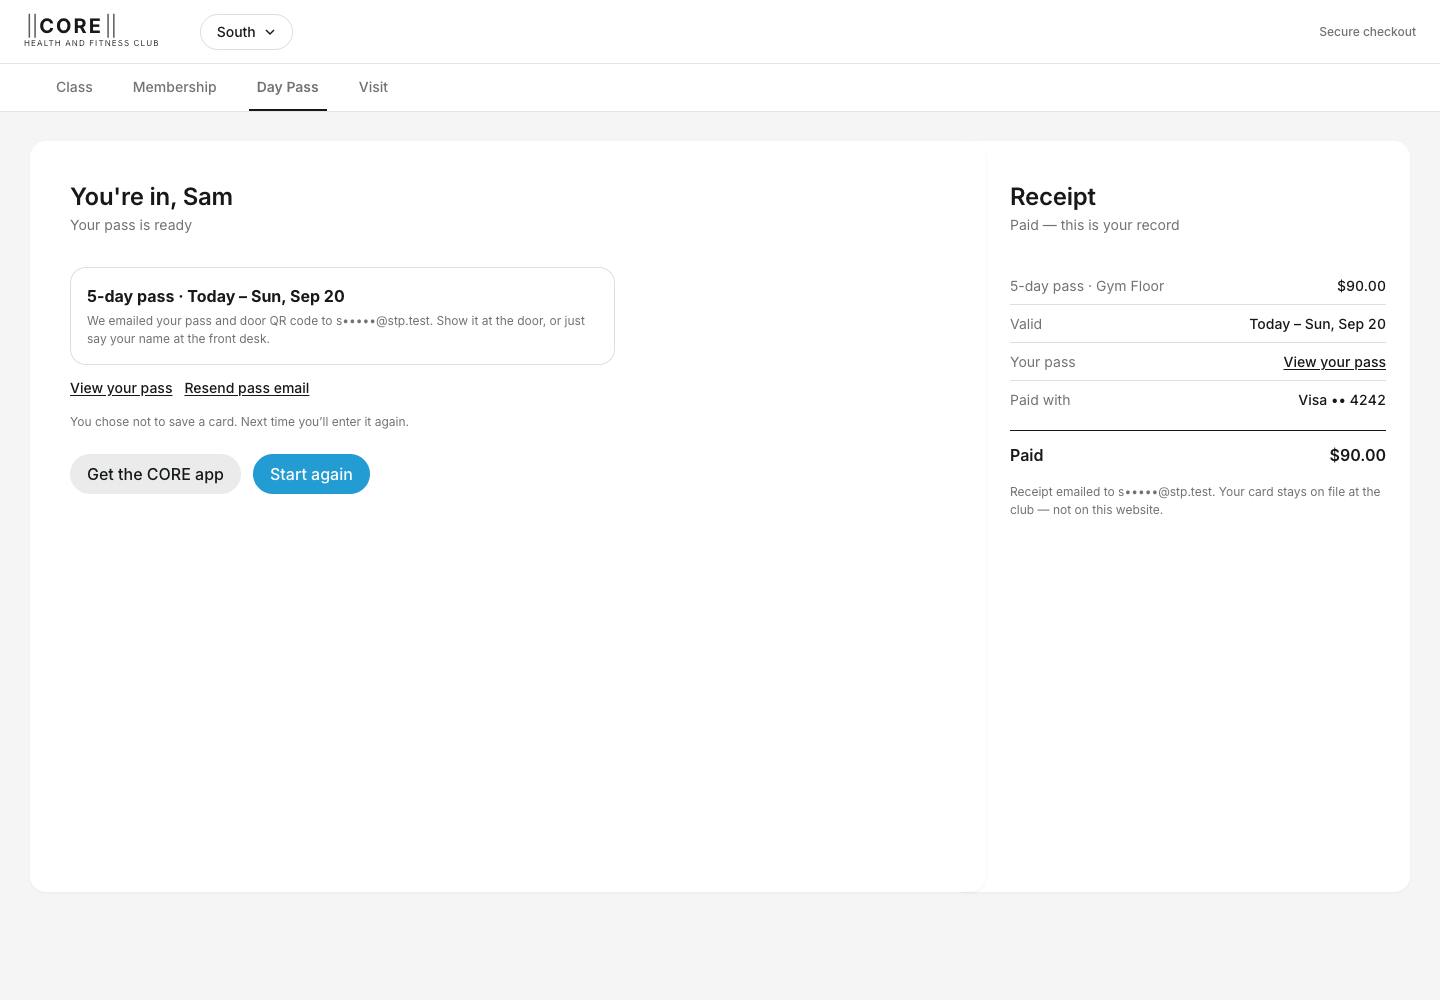 CORE
HEALTH AND FITNESS CLUB
South
Secure checkout
Class
Membership
Day Pass
Visit
You're in, Sam
Your pass is ready
5-day pass · Today – Sun, Sep 20
We emailed your pass and door QR code to s•••••@stp.test. Show it at the door, or just
say your name at the front desk.
View your pass
Resend pass email
You chose not to save a card. Next time you’ll enter it again.
Get the CORE app
Start again
Receipt
Paid — this is your record
5-day pass · Gym Floor $90.00
Valid Today – Sun, Sep 20
Your pass View your pass
Paid with Visa •• 4242
Paid $90.00
Receipt emailed to s•••••@stp.test. Your card stays on file at the
club — not on this website.